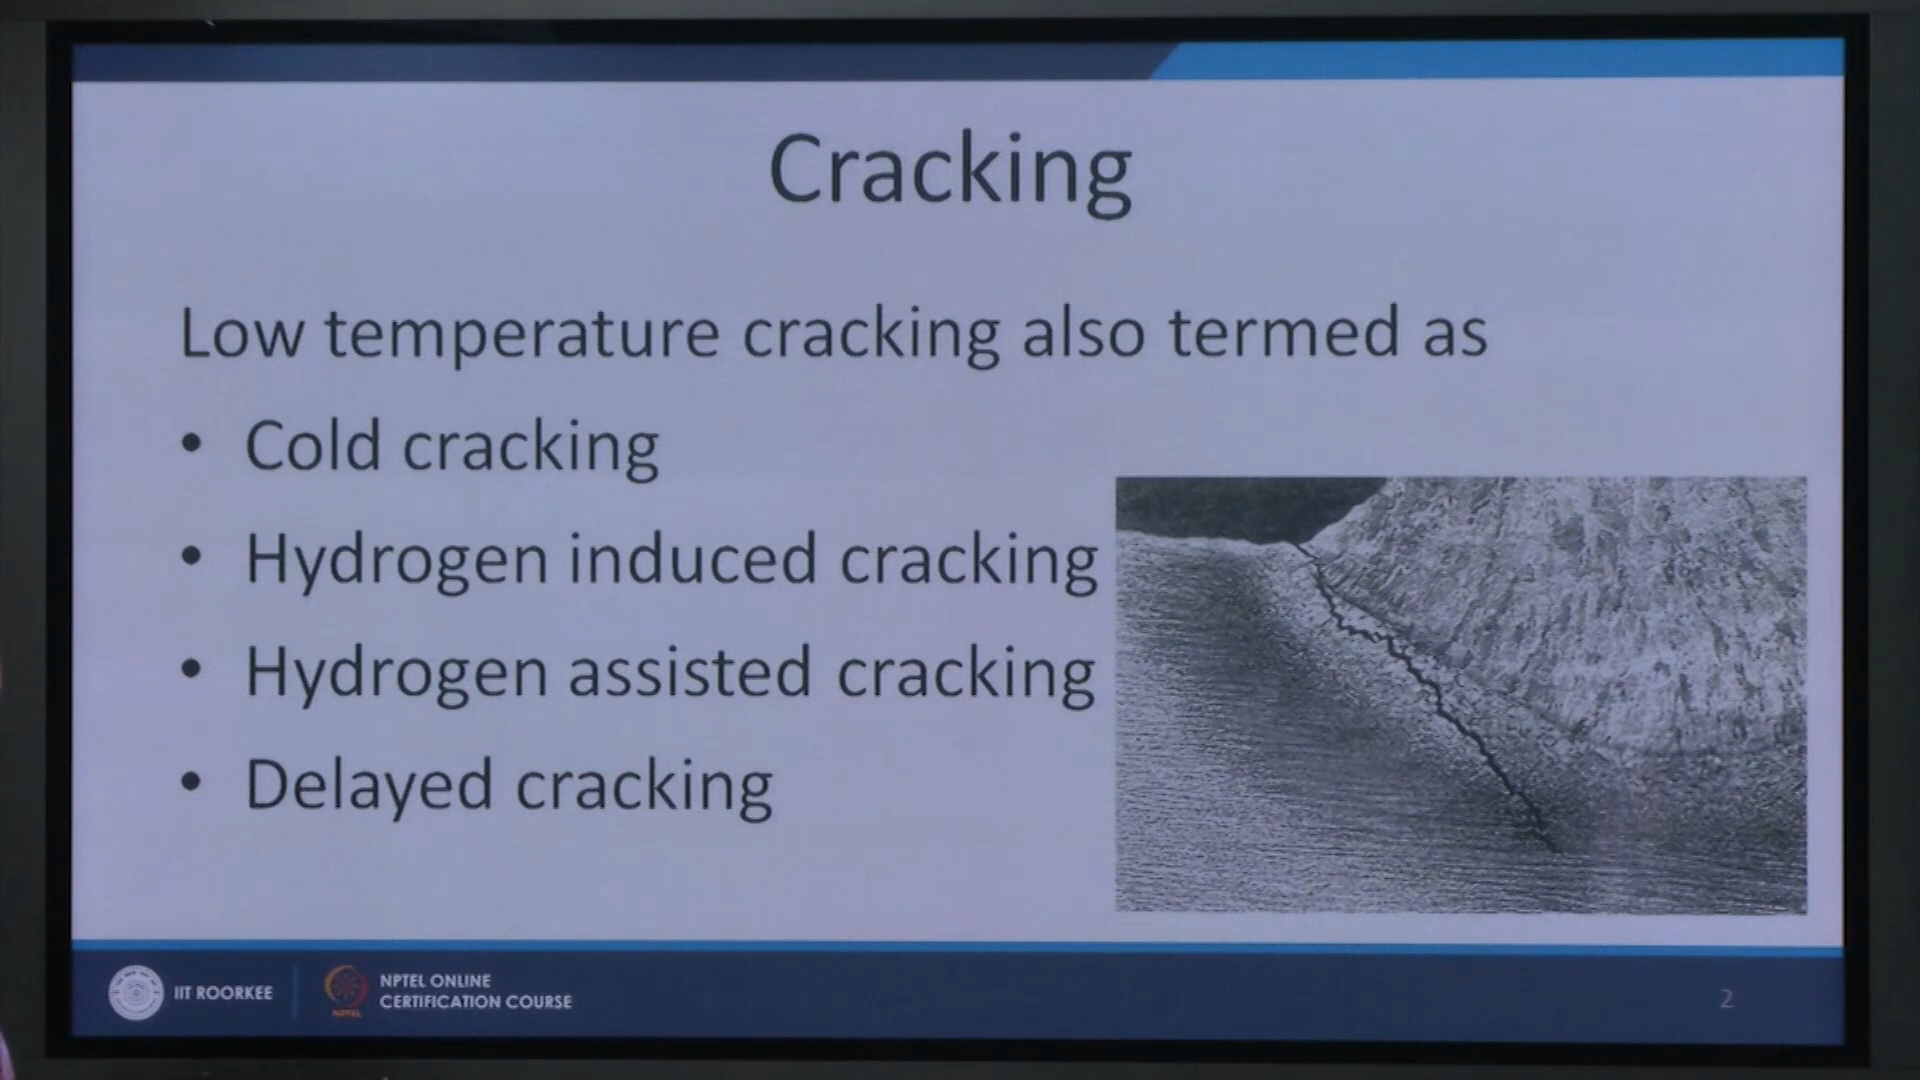 Cracking
Low temperature cracking also termed as
• Cold cracking
• Hydrogen induced cracking
• Hydrogen assisted cracking
• Delayed cracking
IIT ROORKEE
NPTEL
NPTEL ONLINE
CERTIFICATION COURSE
2